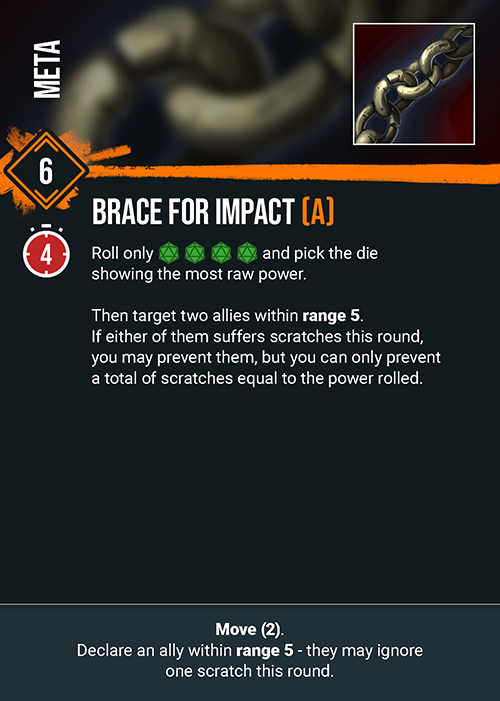 META
6
BRACE FOR IMPACT (A)
4
Roll only and pick the die
showing the most raw power.
Then target two allies within range 5.
If either of them suffers scratches this round,
you may prevent them, but you can only prevent
a total of scratches equal to the power rolled.
Move (2).
Declare an ally within range 5 - they may ignore
one scratch this round.